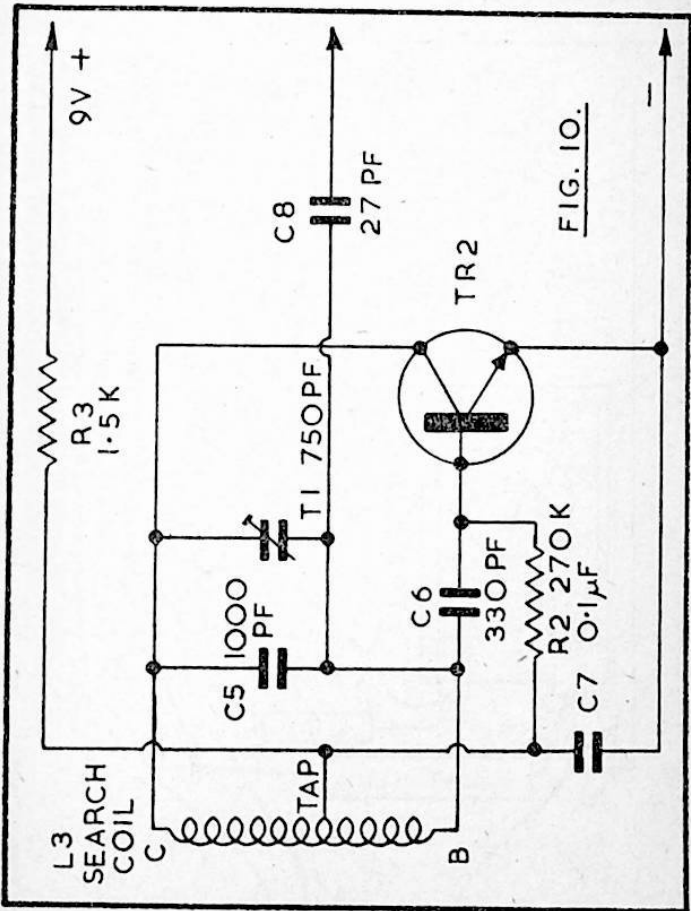 L3
SEARCH
COIL
C
TAP
B
R3
1·5K
9V +
C5 1000
PF
T1 750PF
C8
27 PF
C6
330PF
R2 270K
C7 0·1µF
TR2
FIG. 10.
−